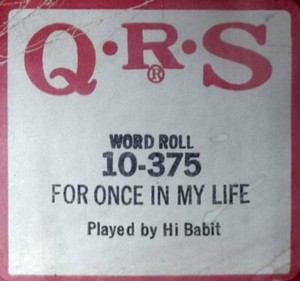 Q·R·S
®
WORD ROLL
10-375
FOR ONCE IN MY LIFE
Played by Hi Babit